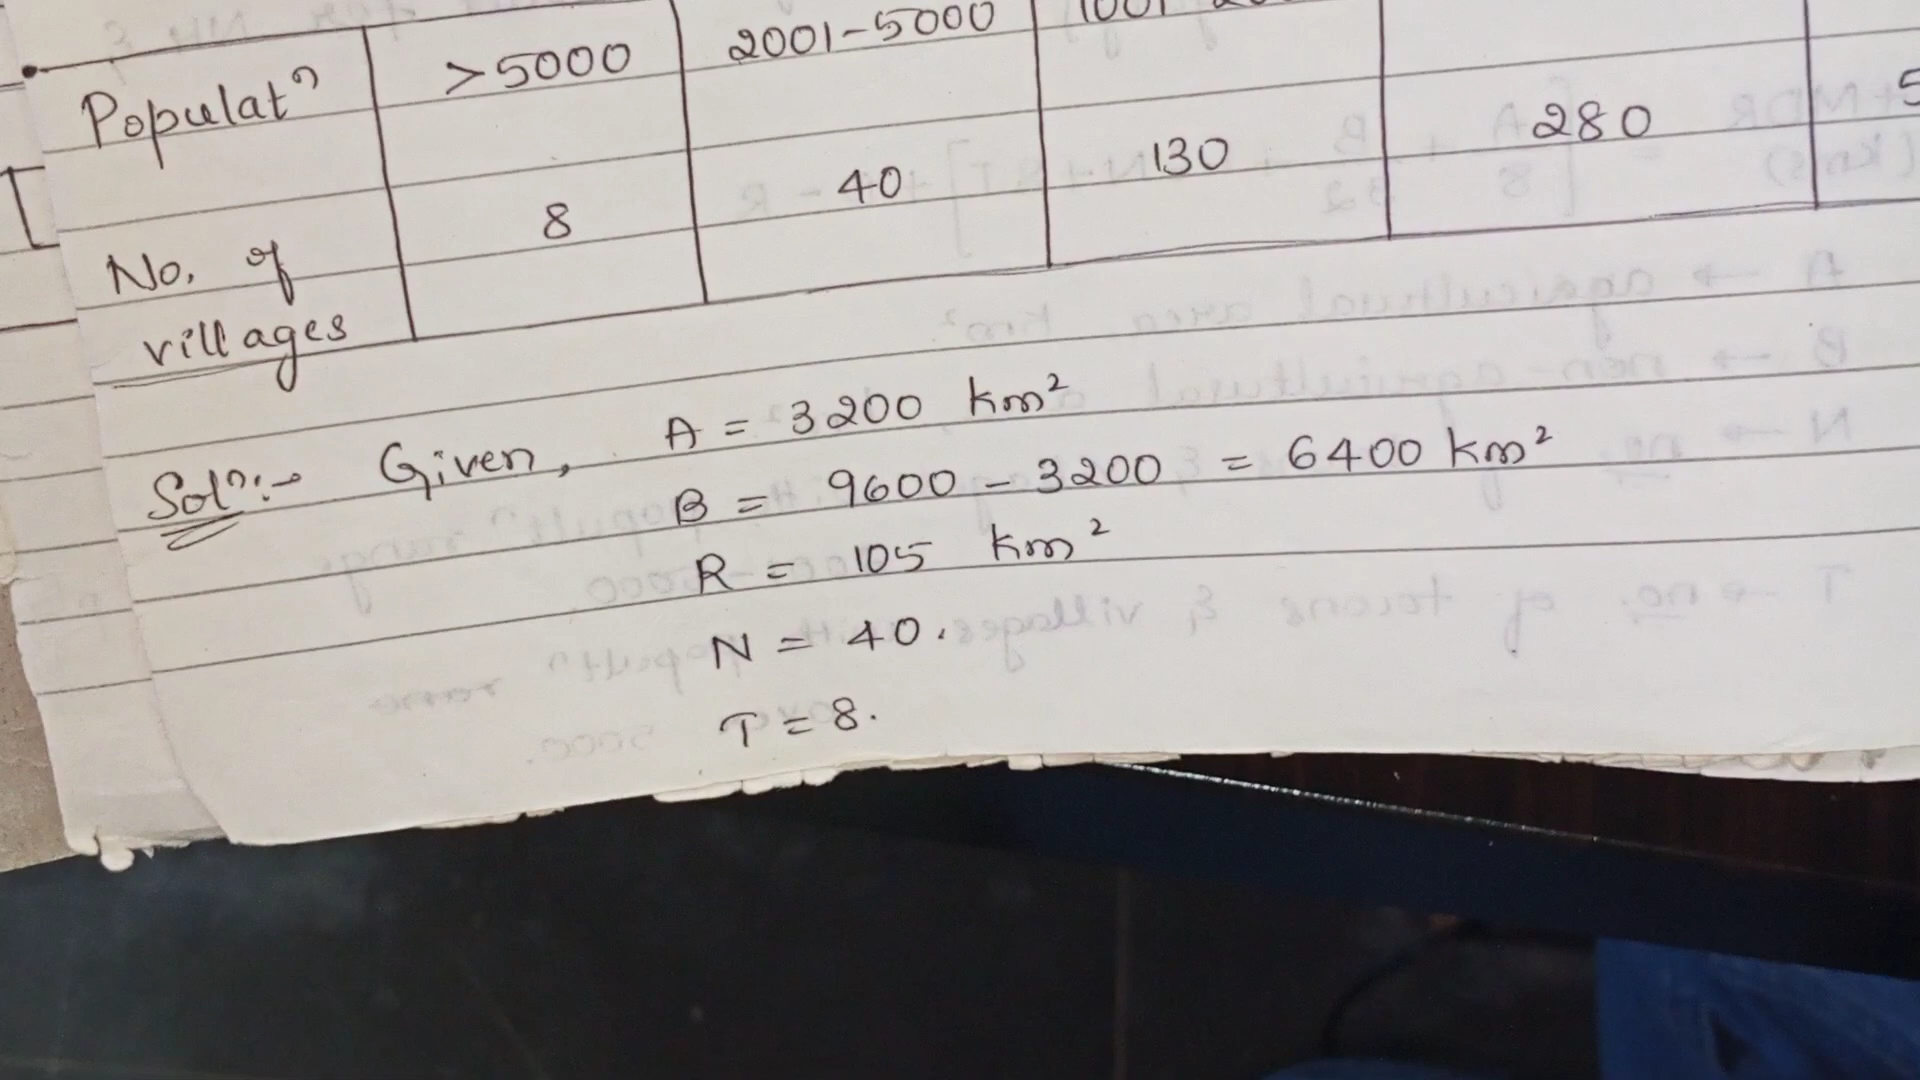 Populatⁿ >5000 2001-5000
No. of villages 8 40 130 280
Solⁿ:- Given, A = 3200 km²
B = 9600 - 3200 = 6400 km²
R = 105 km²
N = 40.
T = 8.